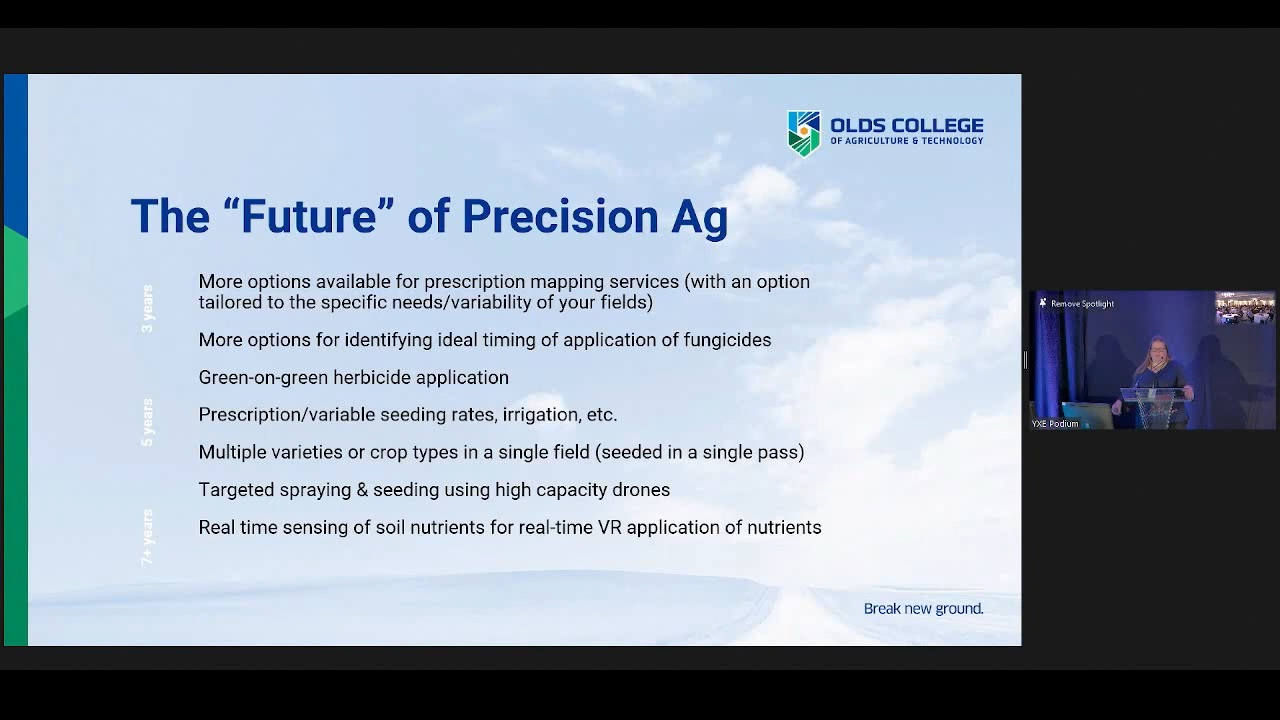 OLDS COLLEGE
OF AGRICULTURE & TECHNOLOGY
The “Future” of Precision Ag
3 years
More options available for prescription mapping services (with an option
tailored to the specific needs/variability of your fields)
More options for identifying ideal timing of application of fungicides
Green-on-green herbicide application
5 years
Prescription/variable seeding rates, irrigation, etc.
Multiple varieties or crop types in a single field (seeded in a single pass)
Targeted spraying & seeding using high capacity drones
7+ years
Real time sensing of soil nutrients for real-time VR application of nutrients
Break new ground.
Remove Spotlight
YXE Podium